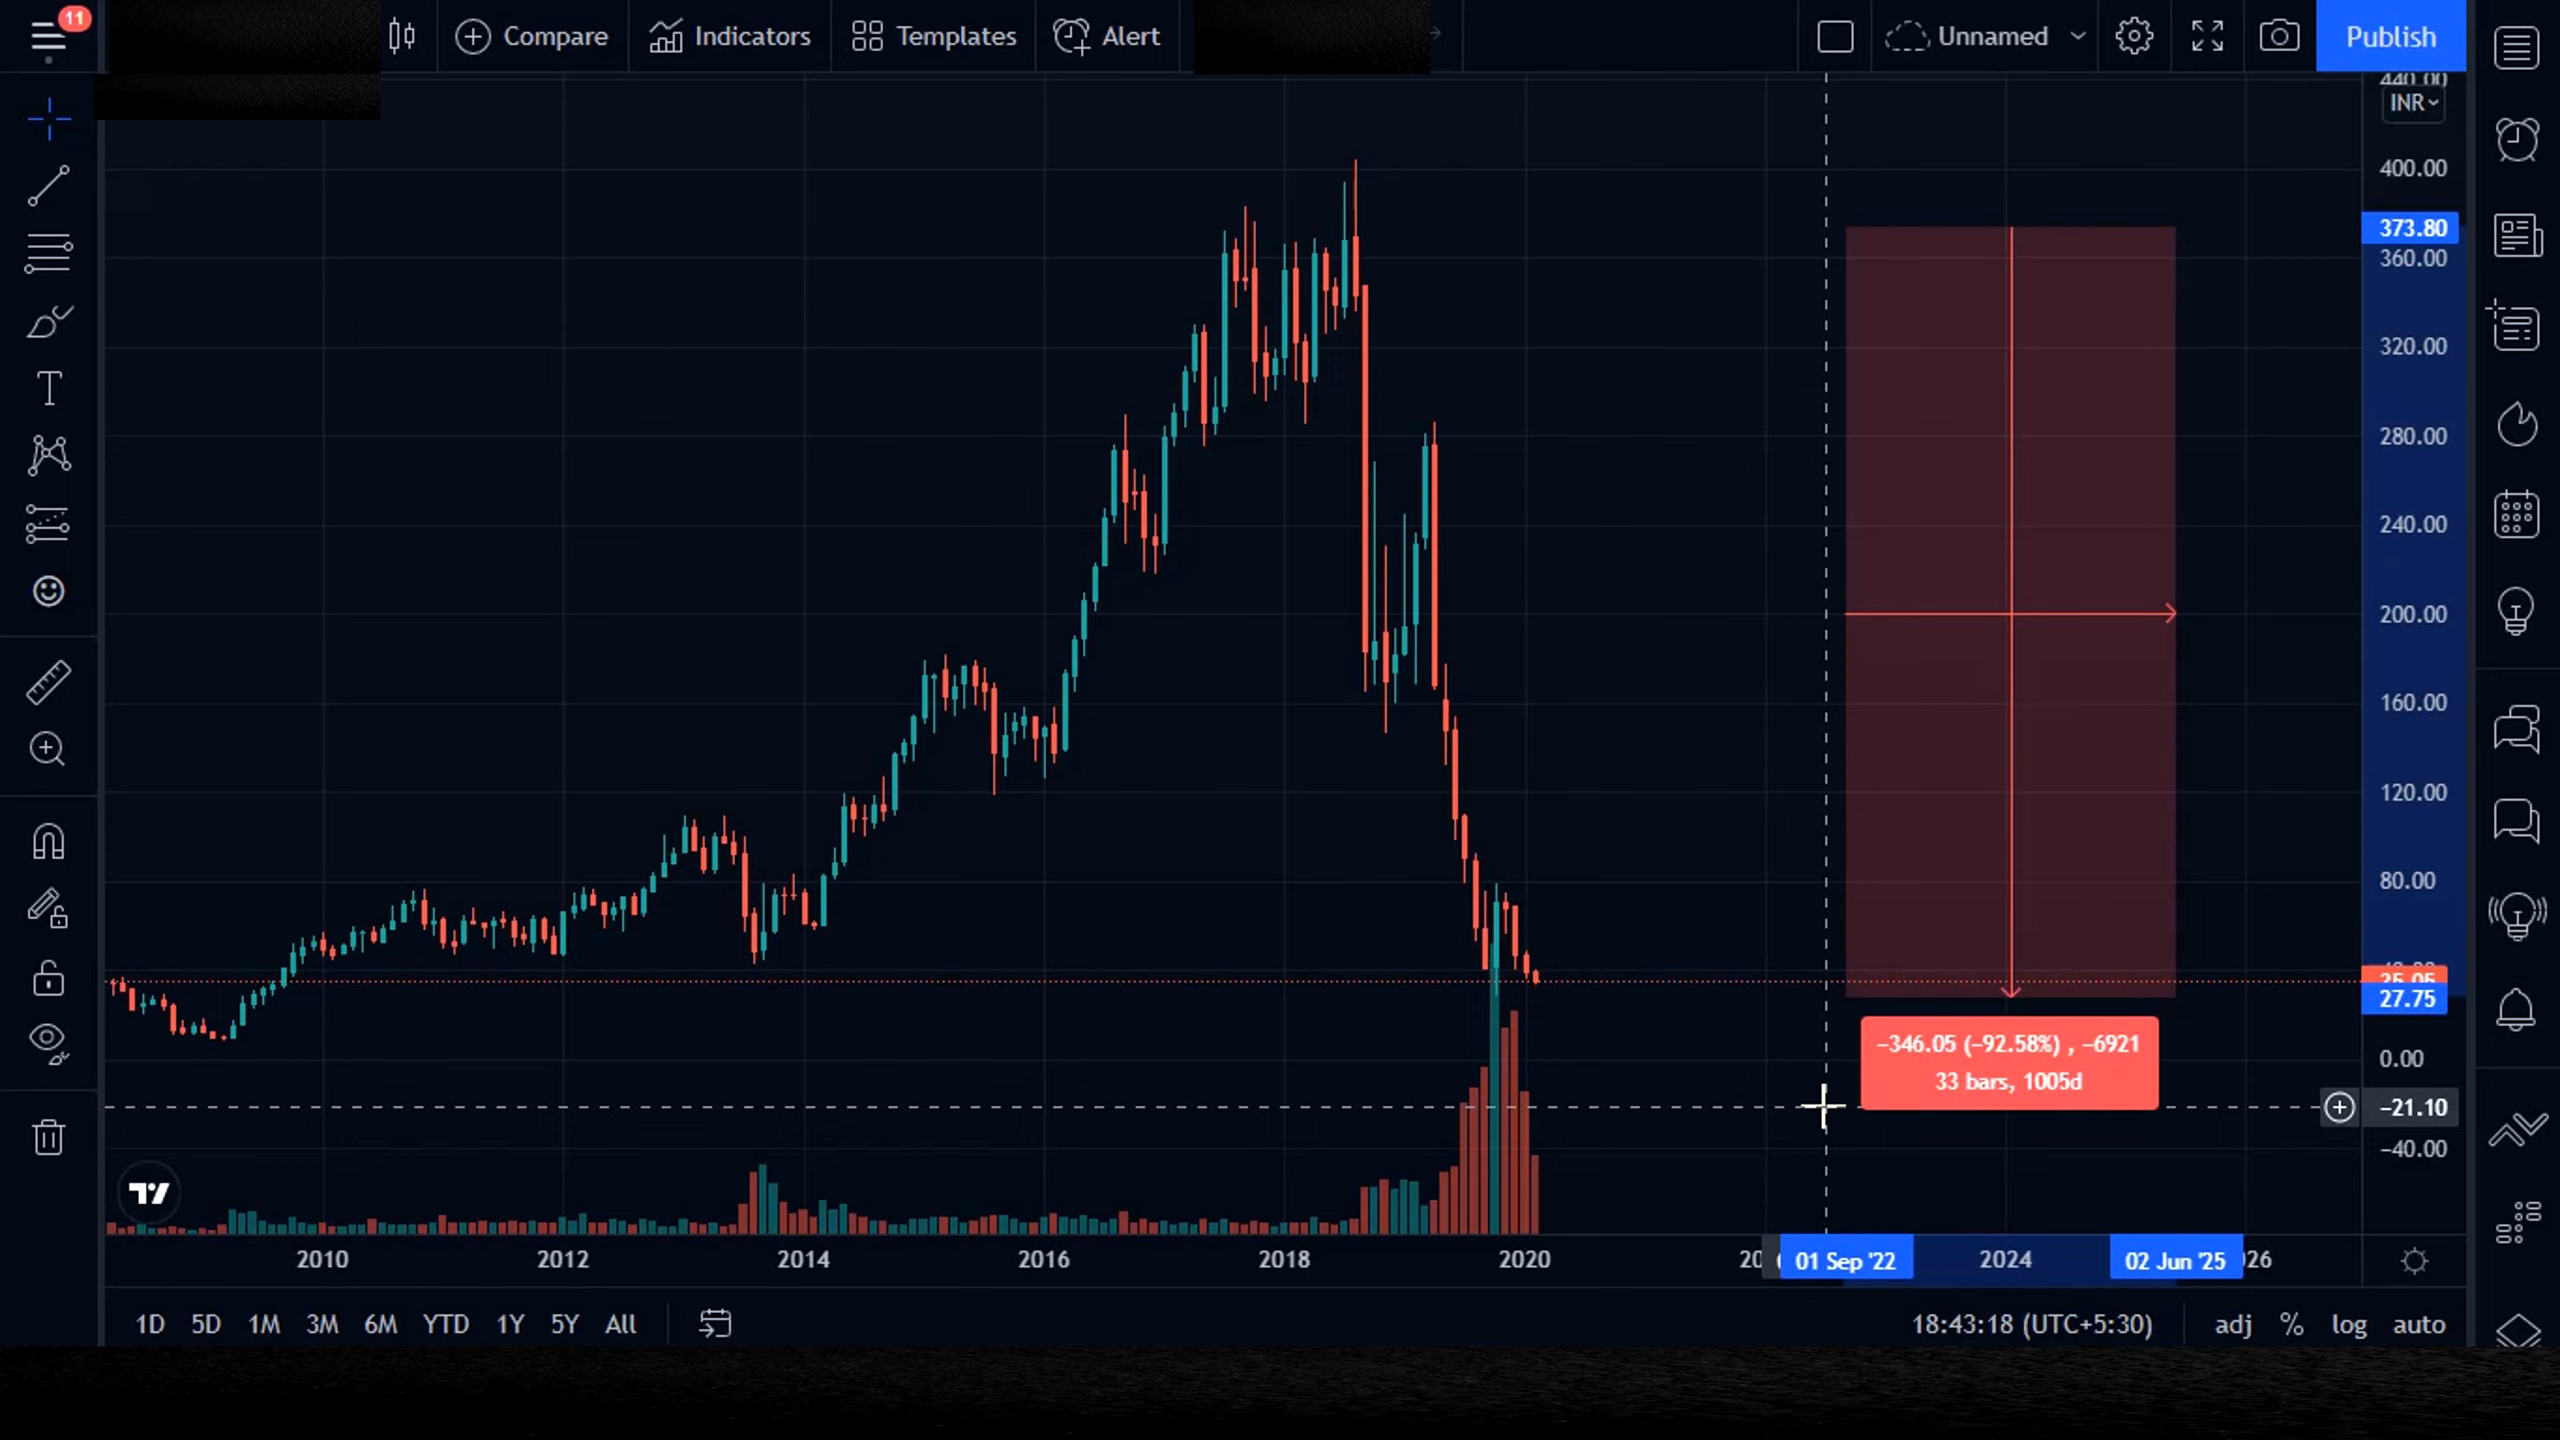 11
Compare
Indicators
Templates
Alert
Unnamed
Publish
INR
400.00
373.80
360.00
320.00
280.00
240.00
200.00
160.00
120.00
80.00
27.75
0.00
-21.10
-40.00
-346.05 (-92.58%) , -6921
33 bars, 1005d
2010 2012 2014 2016 2018 2020 01 Sep '22 2024 02 Jun '25
1D 5D 1M 3M 6M YTD 1Y 5Y All
18:43:18 (UTC+5:30) adj % log auto